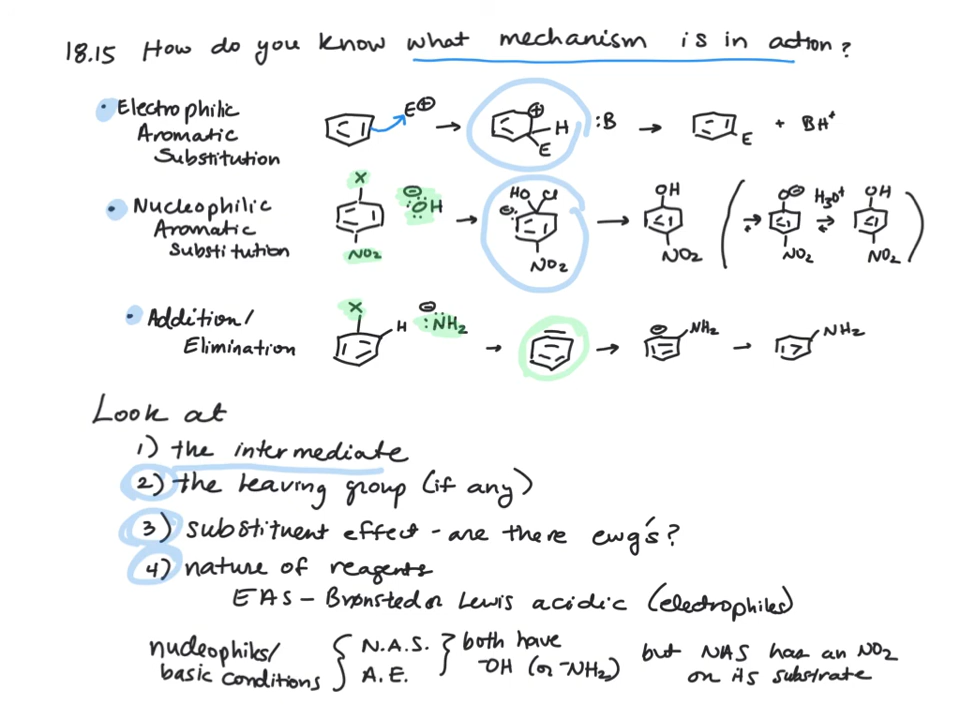 18.15 How do you know what mechanism is in action?
• Electrophilic
Aromatic
Substitution
E⊕ → ⊕ H E :B → E + BH⁺
• Nucleophilic
Aromatic
Substitution
X NO₂ ⊖:ÖH → HO Cl ⊖: NO₂ → OH NO₂ ( ⇌ O⊖ NO₂ H₃O⁺ ⇌ OH NO₂ )
• Addition/
Elimination
X H ⊖:NH₂ → → ⊖ NH₂ → NH₂
Look at
1) the intermediate
2) the leaving group (if any)
3) substituent effect - are there ewg's?
4) nature of reagents
EAS – Brønsted or Lewis acidic (electrophiles)
nucleophiles/
basic conditions
{ N.A.S.
A.E. }
both have
⁻OH (or ⁻NH₂)
but NAS has an NO₂
on its substrate